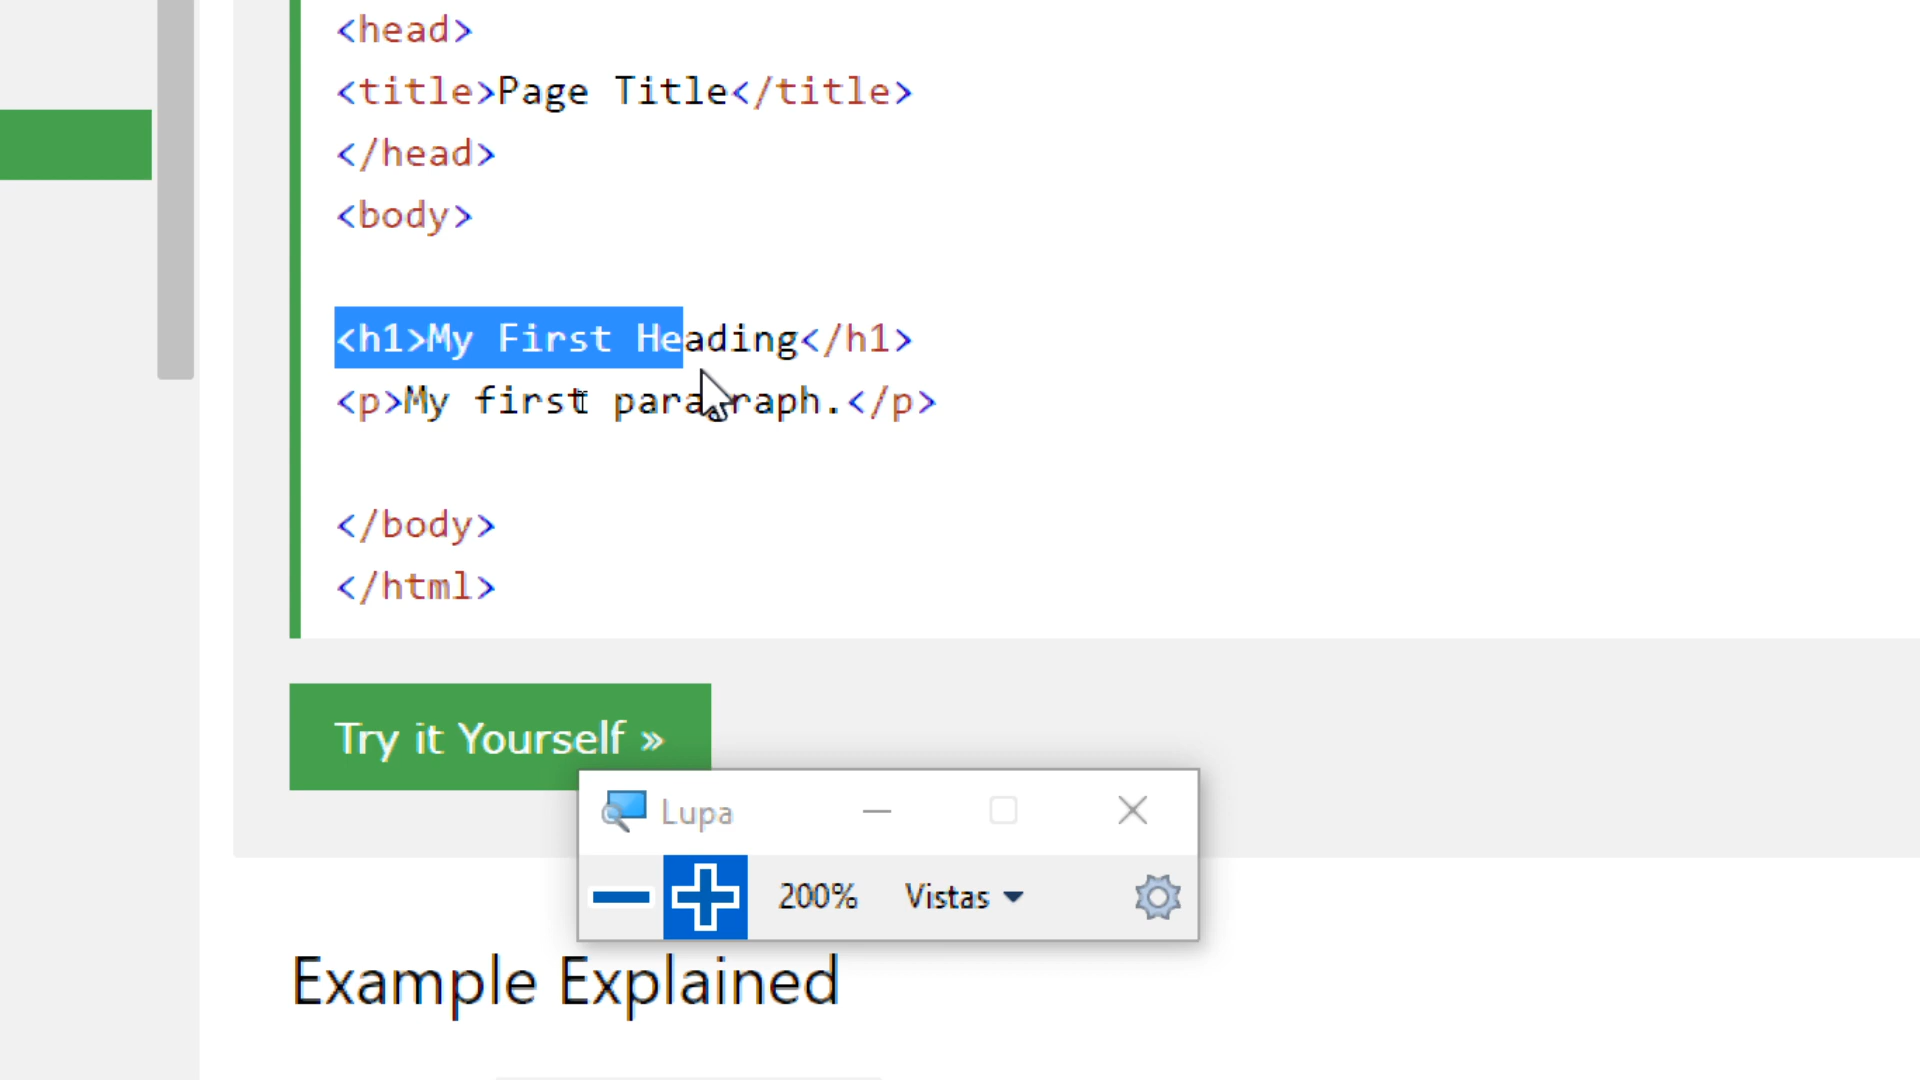 <head>
<title>Page Title</title>
</head>
<body>
<h1>My First Heading</h1>
<p>My first paragraph.</p>
</body>
</html>
Try it Yourself »
Lupa
200% Vistas
Example Explained